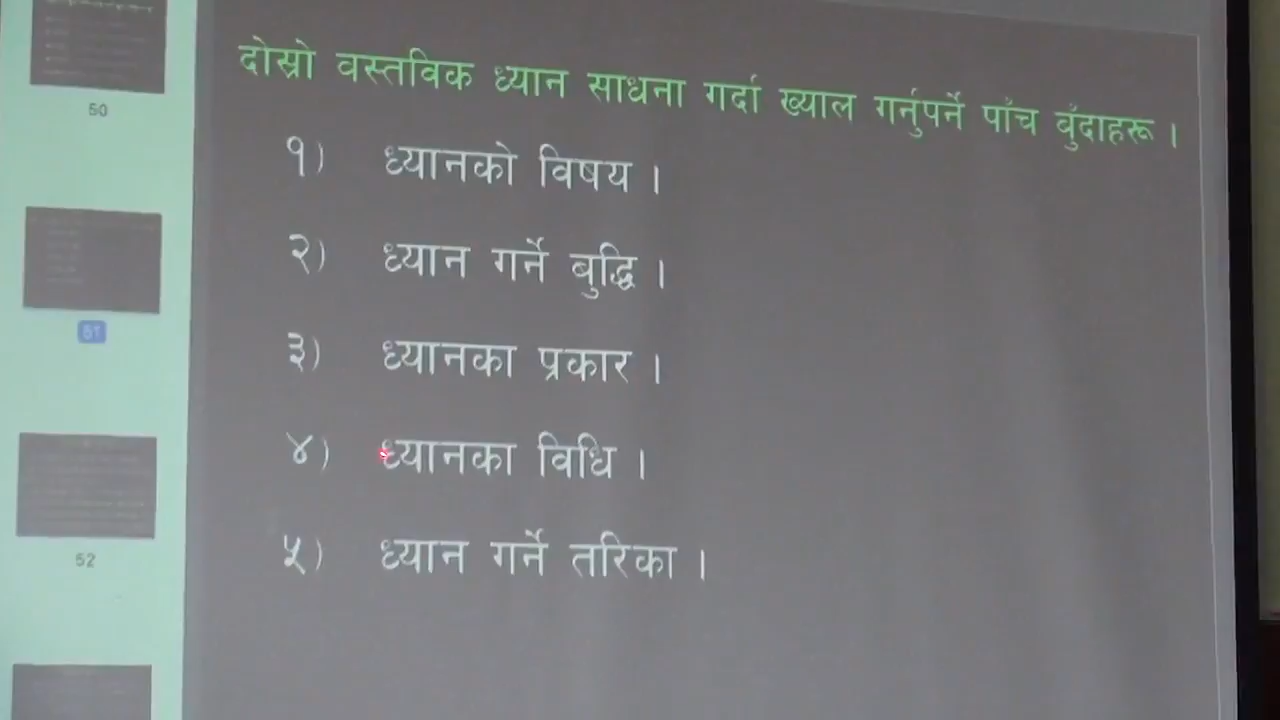 दोस्रो वस्तविक ध्यान साधना गर्दा ख्याल गर्नुपर्ने पाँच बुँदाहरू ।
१) ध्यानको विषय ।
२) ध्यान गर्ने बुद्धि ।
३) ध्यानका प्रकार ।
४) ध्यानका विधि ।
५) ध्यान गर्ने तरिका ।
50
51
52